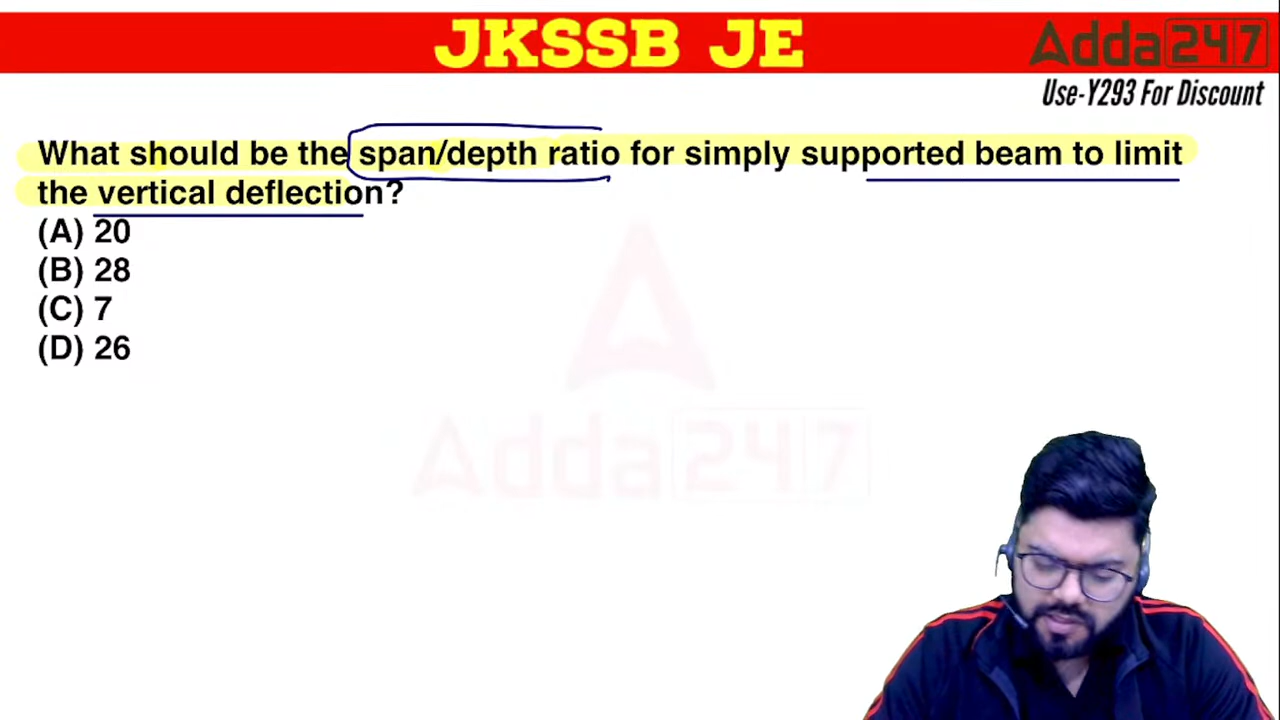 JKSSB JE
Adda247
Use-Y293 For Discount
What should be the span/depth ratio for simply supported beam to limit
the vertical deflection?
(A) 20
(B) 28
(C) 7
(D) 26
Adda247